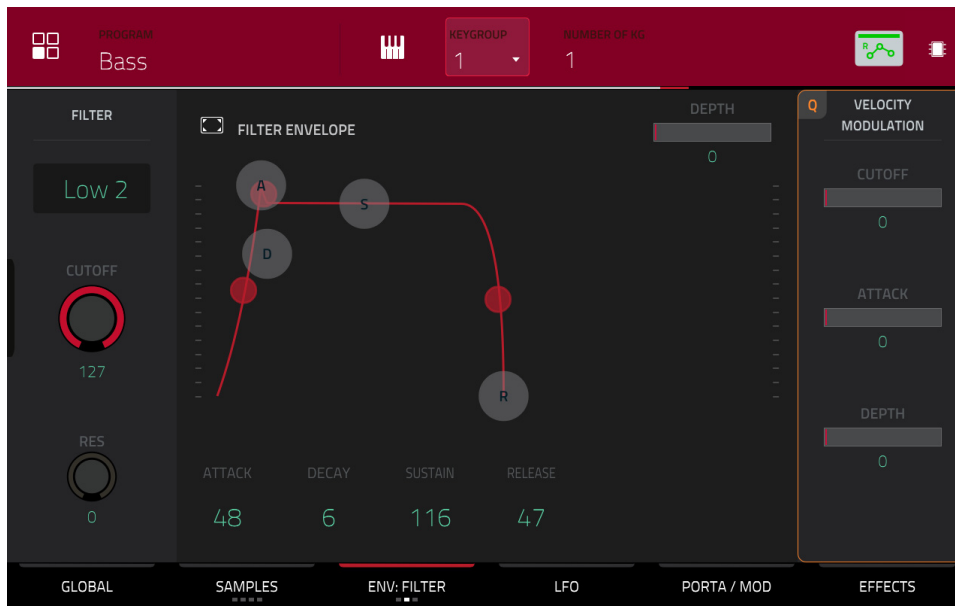 PROGRAM
Bass
KEYGROUP
1
NUMBER OF KG
1
R
FILTER
Low 2
CUTOFF
127
RES
0
FILTER ENVELOPE
DEPTH
0
A
S
D
R
ATTACK DECAY SUSTAIN RELEASE
48 6 116 47
Q
VELOCITY
MODULATION
CUTOFF
0
ATTACK
0
DEPTH
0
GLOBAL SAMPLES ENV: FILTER LFO PORTA / MOD EFFECTS